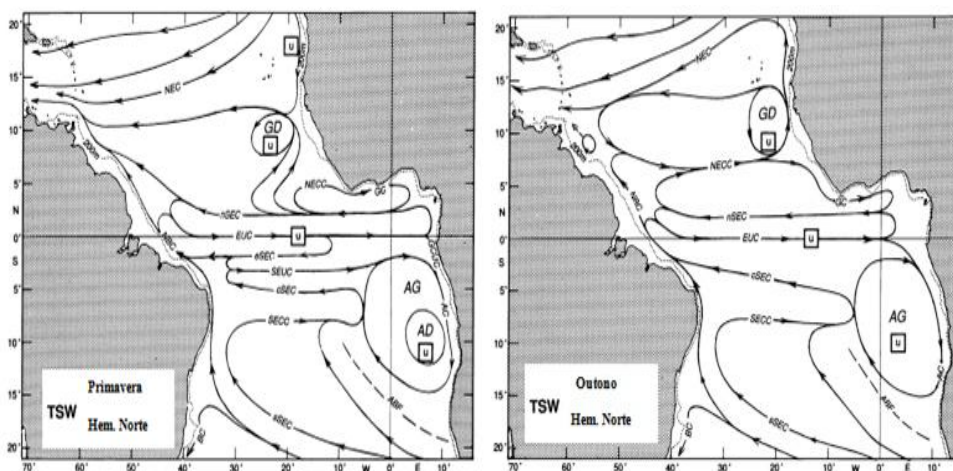 20°
U
200m
15°
NEC
10°
GD
U
200m
5°
NECC
GC
N
nSEC
NBC
0°
EUC
U
S
sSEC
SEUC
GCUC
5°
cSEC
AG
AC
SECC
AD
U
10°
15°
TSW
Primavera
Hem. Norte
ABF
BC
sSEC
20°
70° 60° 50° 40° 30° 20° 10° W 0° E 10°
20°
NEC
200m
15°
GD
10°
U
200m
NECC
5°
GC
NBC
N
nSEC
0°
EUC
U
S
cSEC
5°
AG
SECC
U
10°
AC
15°
TSW
Outono
Hem. Norte
ABF
BC
sSEC
20°
70° 60° 50° 40° 30° 20° 10° W 0° E 10°